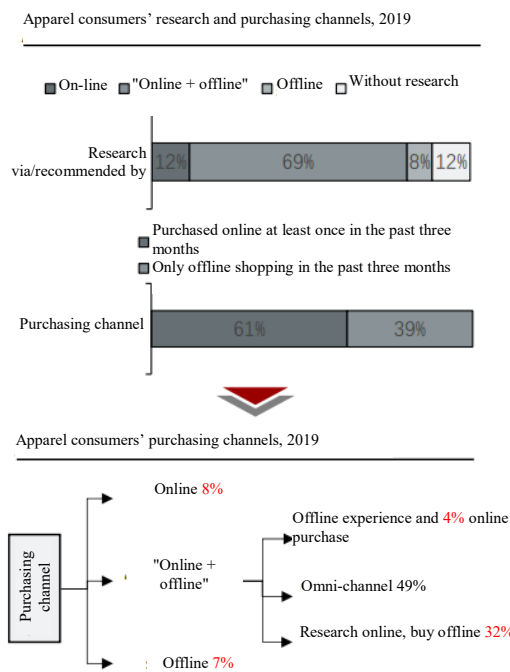 Apparel consumers’ research and purchasing channels, 2019
On-line "Online + offline" Offline Without research
Research
via/recommended by
12% 69% 8% 12%
Purchased online at least once in the past three
months
Only offline shopping in the past three months
Purchasing channel
61% 39%
Apparel consumers’ purchasing channels, 2019
Purchasing
channel
Online 8%
"Online +
offline"
Offline 7%
Offline experience and 4% online
purchase
Omni-channel 49%
Research online, buy offline 32%